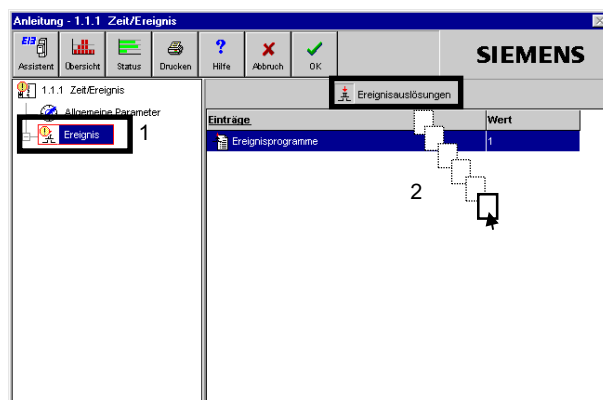 Anleitung - 1.1.1 Zeit/Ereignis
EIB
Assistent Übersicht Status Drucken Hilfe Abbruch OK
SIEMENS
1.1.1 Zeit/Ereignis
Ereignisauslösungen
Allgemeine Parameter
Ereignis 1
Einträge Wert
Ereignisprogramme 1
2